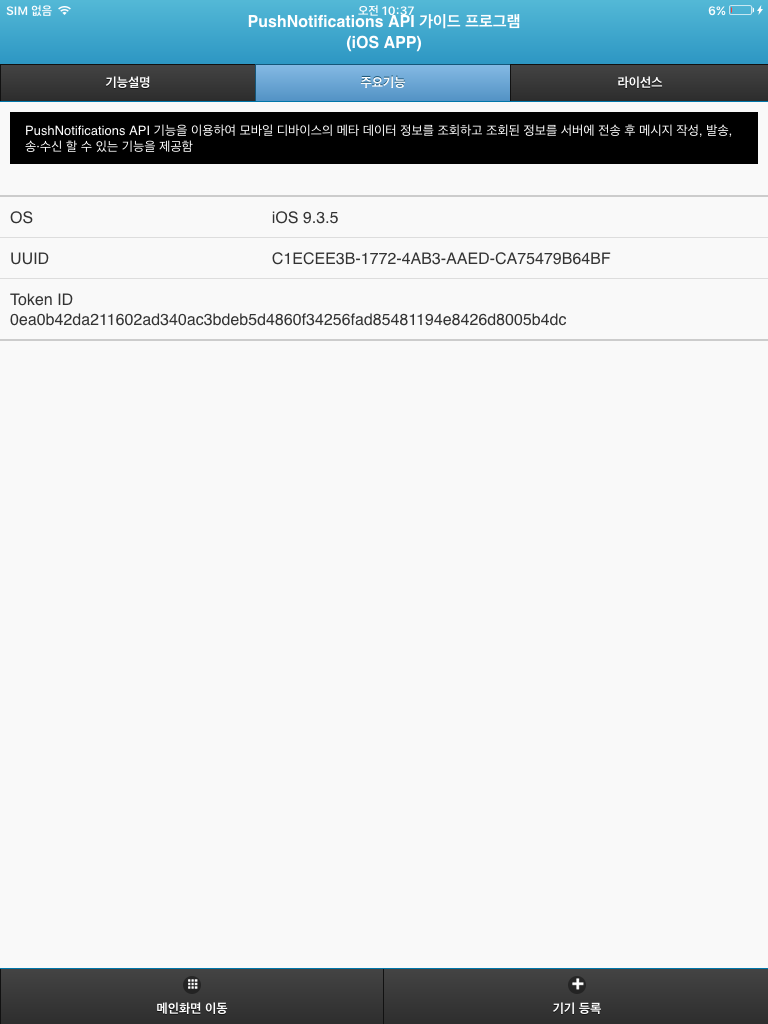 SIM 없음
오전 10:37
6%
PushNotifications API 가이드 프로그램
(iOS APP)
기능설명
주요기능
라이선스
PushNotifications API 기능을 이용하여 모바일 디바이스의 메타 데이터 정보를 조회하고 조회된 정보를 서버에 전송 후 메시지 작성, 발송,
송·수신 할 수 있는 기능을 제공함
OS iOS 9.3.5
UUID C1ECEE3B-1772-4AB3-AAED-CA75479B64BF
Token ID
0ea0b42da211602ad340ac3bdeb5d4860f34256fad85481194e8426d8005b4dc
메인화면 이동
기기 등록